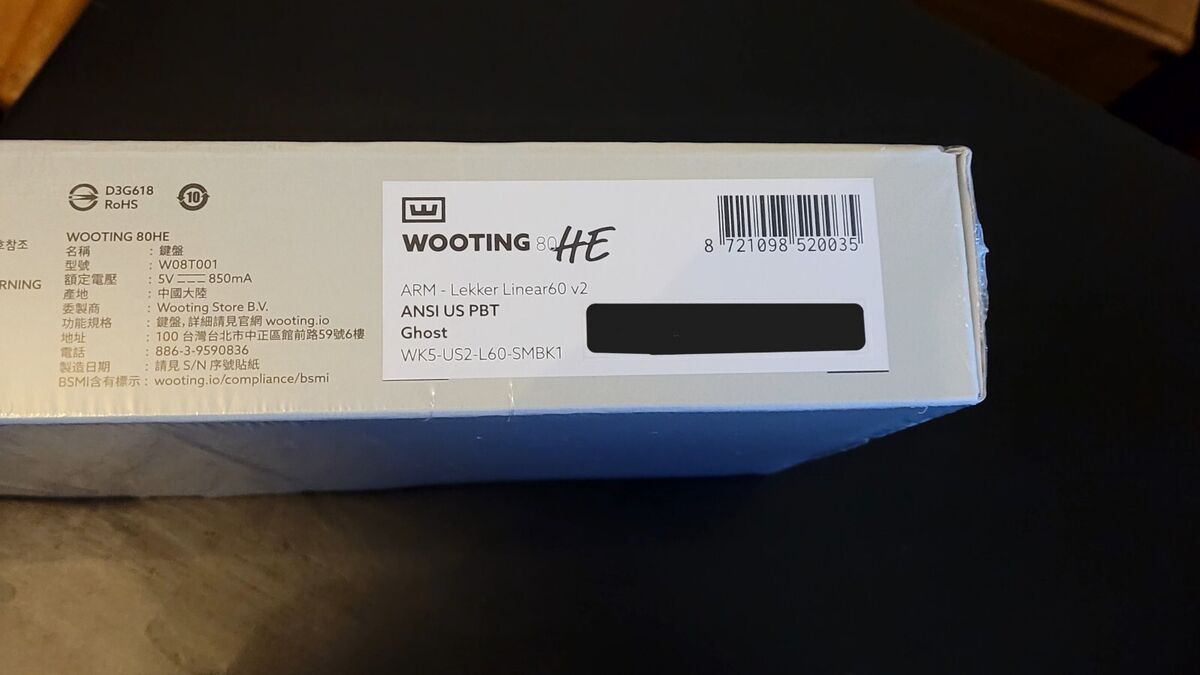 호참조
RNING
D3G618
RoHS
10
WOOTING 80HE
名稱 : 鍵盤
型號 : W08T001
額定電壓 : 5V 850mA
產地 : 中國大陸
委製商 : Wooting Store B.V.
功能規格 : 鍵盤, 詳細請見官網 wooting.io
地址 : 100 台灣台北市中正區館前路59號6樓
電話 : 886-3-9590836
製造日期 : 請見 S/N 序號貼紙
BSMI含有標示 : wooting.io/compliance/bsmi
WOOTING 80HE
8 721098 520035
ARM - Lekker Linear60 v2
ANSI US PBT
Ghost
WK5-US2-L60-SMBK1